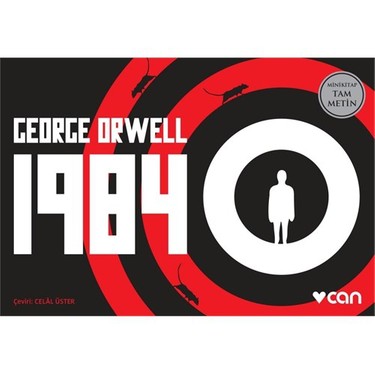 MİNİKİTAP
TAM
METİN
GEORGE ORWELL
1984
Çeviri: CELÂL ÜSTER
can